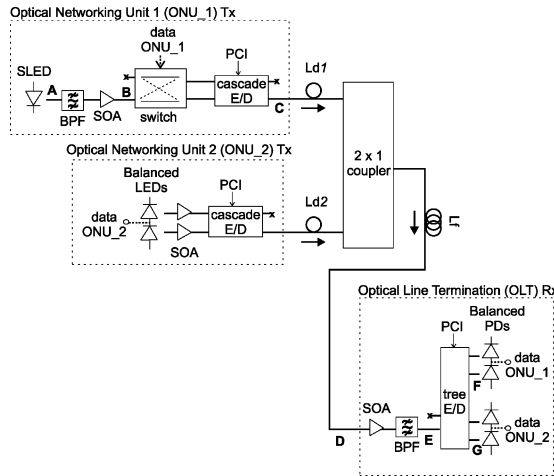 Optical Networking Unit 1 (ONU_1) Tx
data
ONU_1
PCI
SLED
A
B
cascade
E/D
C
BPF
SOA
switch
Ld1
Optical Networking Unit 2 (ONU_2) Tx
Balanced
LEDs
PCI
data
ONU_2
cascade
E/D
SOA
Ld2
2 x 1
coupler
Lf
Optical Line Termination (OLT) Rx
Balanced
PDs
PCI
data
ONU_1
F
tree
E/D
SOA
data
ONU_2
D
BPF
E
G